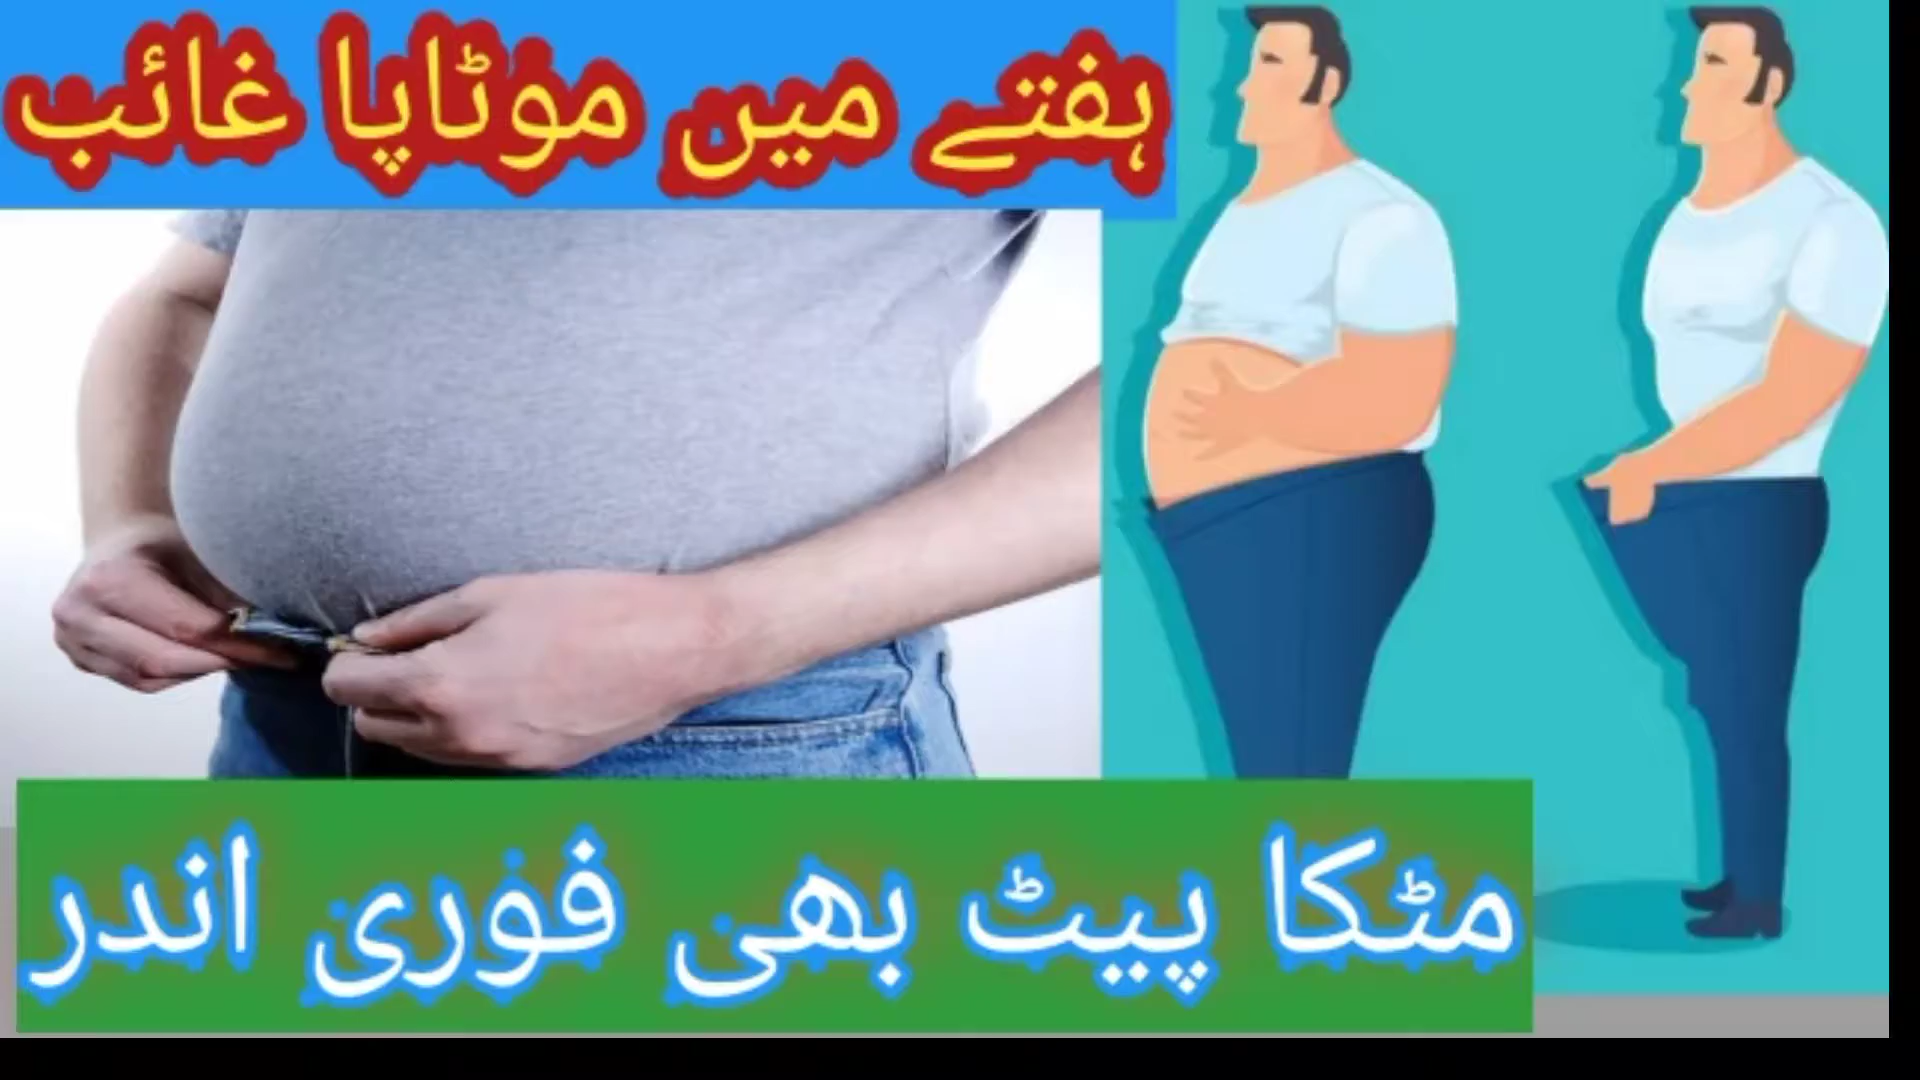 ہفتے میں موٹاپا غائب
مٹکا پیٹ بھی فوری اندر